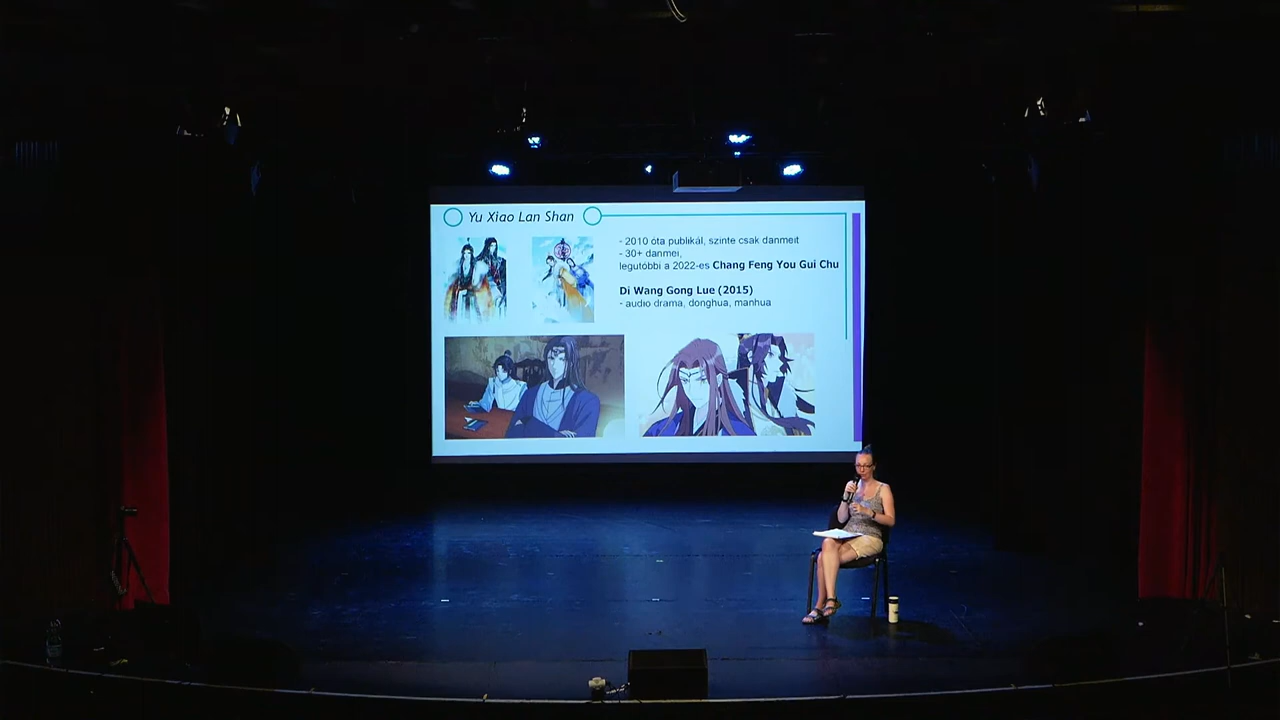 Yu Xiao Lan Shan
- 2010 óta publikál, szinte csak danmeit
- 30+ danmei,
legutóbbi a 2022-es Chang Feng You Gui Chu
Di Wang Gong Lue (2015)
- audio drama, donghua, manhua